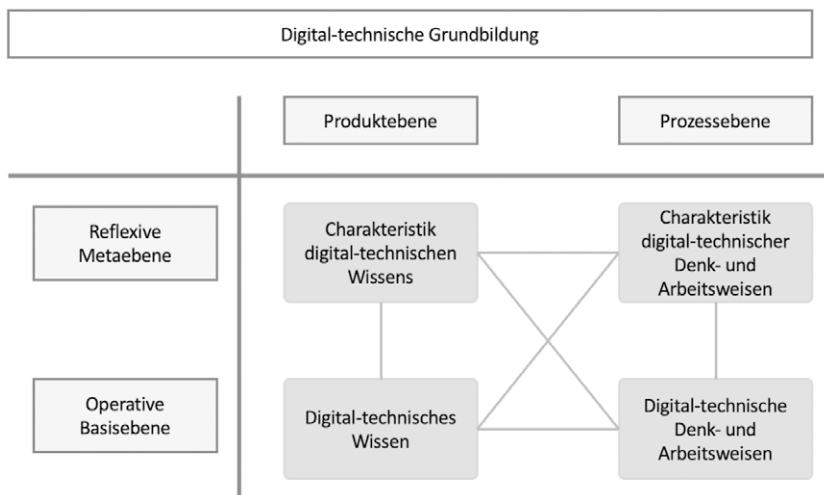 Digital-technische Grundbildung
Produktebene
Prozessebene
Reflexive
Metaebene
Charakteristik
digital-technischen
Wissens
Charakteristik
digital-technischer
Denk- und
Arbeitsweisen
Operative
Basisebene
Digital-technisches
Wissen
Digital-technische
Denk- und
Arbeitsweisen